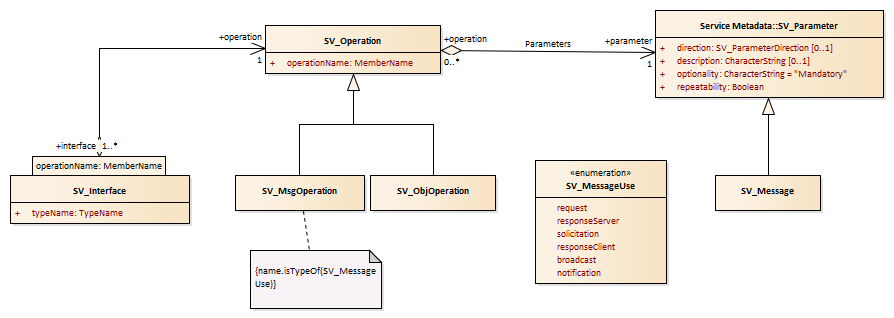 SV_Operation
+ operationName: MemberName
+operation
1
+operation
0..*
Parameters
+parameter
1
Service Metadata::SV_Parameter
+ direction: SV_ParameterDirection [0..1]
+ description: CharacterString [0..1]
+ optionality: CharacterString = "Mandatory"
+ repeatability: Boolean
+interface 1..*
operationName: MemberName
SV_Interface
+ typeName: TypeName
SV_MsgOperation
SV_ObjOperation
{name.isTypeOf(SV_Message
Use)}
«enumeration»
SV_MessageUse
request
responseServer
solicitation
responseClient
broadcast
notification
SV_Message